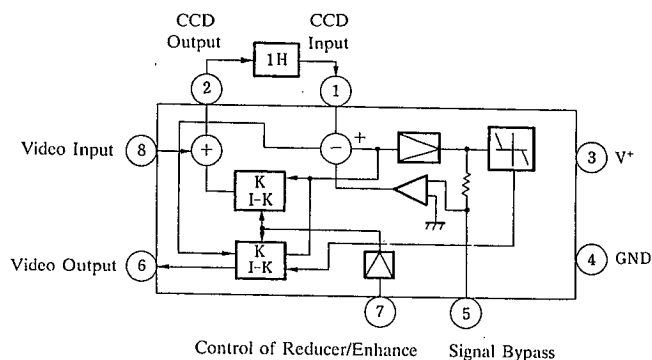 CCD
Output
CCD
Input
1H
2
1
Video Input
8
+
−
+
3
V+
K
I−K
Video Output
6
K
I−K
4
GND
7
5
Control of Reducer/Enhance
Signal Bypass